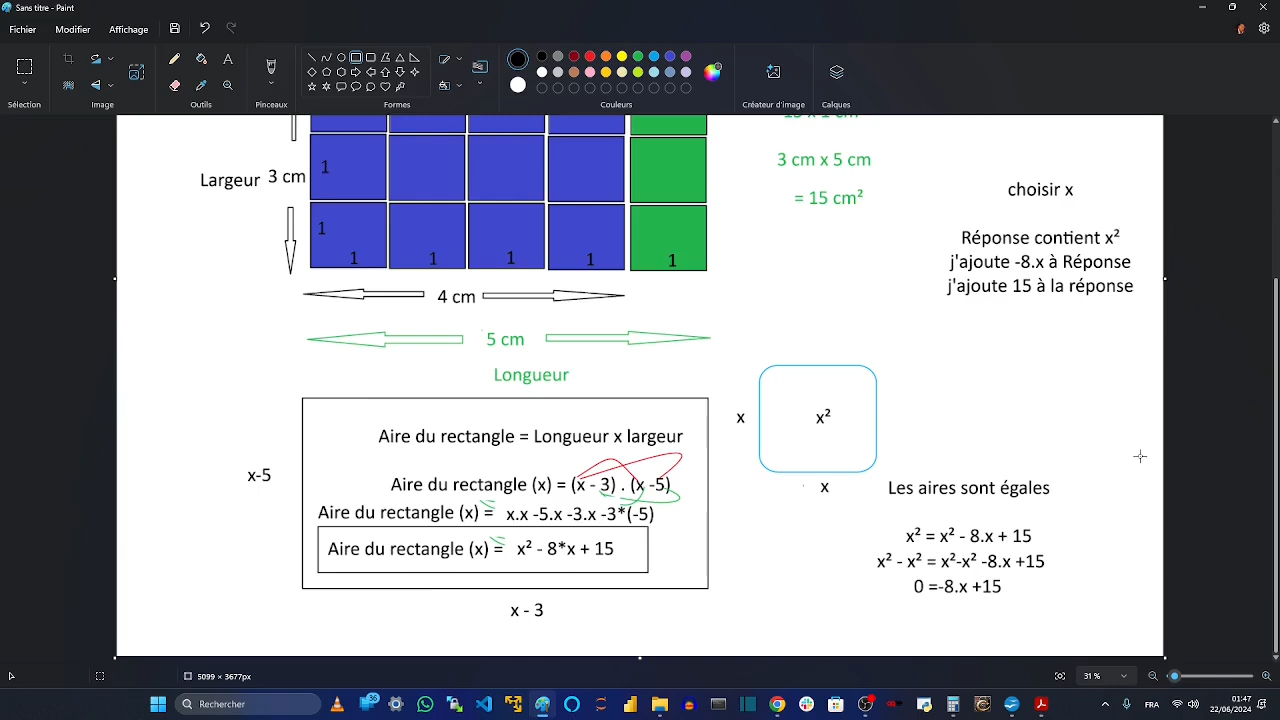 Sans titre - Paint
Fichier
Modifier
Affichage
Sélection
Image
Outils
Pinceaux
Formes
Couleurs
Créateur d'image
Calques
15 x 1 cm²
3 cm x 5 cm
= 15 cm²
Largeur 3 cm
1
1
1
1
1
1
1
4 cm
5 cm
Longueur
choisir x
Réponse contient x²
j'ajoute -8.x à Réponse
j'ajoute 15 à la réponse
Aire du rectangle = Longueur x largeur
Aire du rectangle (x) = (x - 3) . (x -5)
Aire du rectangle (x) = x.x -5.x -3.x -3*(-5)
Aire du rectangle (x) = x² - 8*x + 15
x-5
x - 3
x
x²
x
Les aires sont égales
x² = x² - 8.x + 15
x² - x² = x²-x² -8.x +15
0 =-8.x +15
5099 × 3677px
31 %
Rechercher
FRA
01:47
22/06/2024